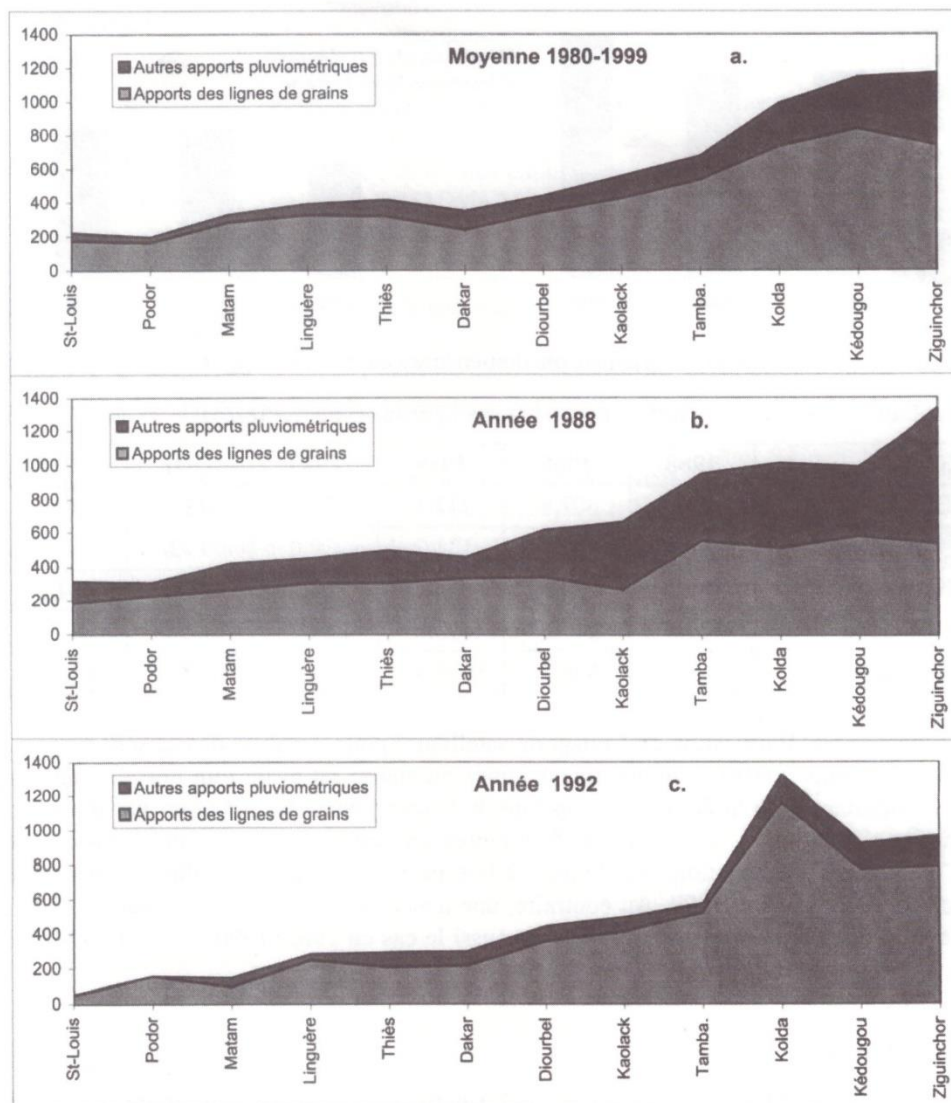 Moyenne 1980-1999 a.
Autres apports pluviométriques
Apports des lignes de grains
1400
1200
1000
800
600
400
200
0
St-Louis
Podor
Matam
Linguère
Thiès
Dakar
Diourbel
Kaolack
Tamba.
Kolda
Kédougou
Ziguinchor
Année 1988 b.
Autres apports pluviométriques
Apports des lignes de grains
1400
1200
1000
800
600
400
200
0
St-Louis
Podor
Matam
Linguère
Thiès
Dakar
Diourbel
Kaolack
Tamba.
Kolda
Kédougou
Ziguinchor
Année 1992 c.
Autres apports pluviométriques
Apports des lignes de grains
1400
1200
1000
800
600
400
200
0
St-Louis
Podor
Matam
Linguère
Thiès
Dakar
Diourbel
Kaolack
Tamba.
Kolda
Kédougou
Ziguinchor